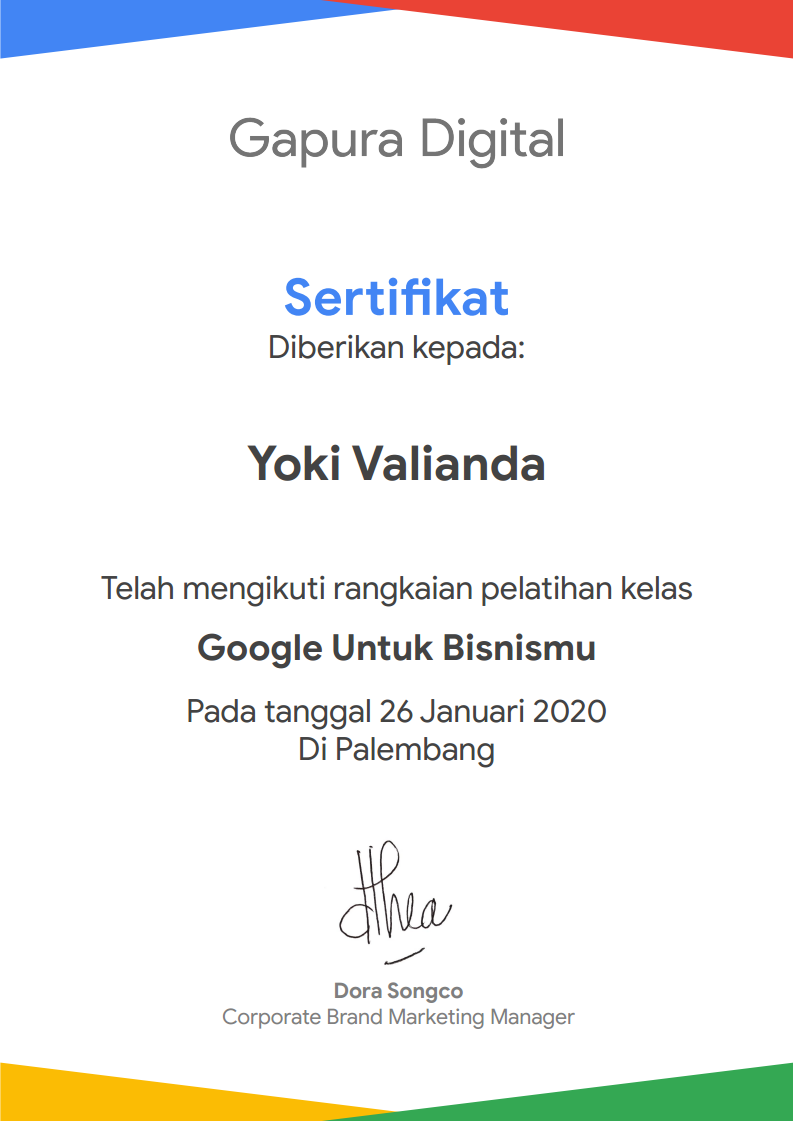 Gapura Digital
Sertifikat
Diberikan kepada:
Yoki Valianda
Telah mengikuti rangkaian pelatihan kelas
Google Untuk Bisnismu
Pada tanggal 26 Januari 2020
Di Palembang
Dora Songco
Corporate Brand Marketing Manager